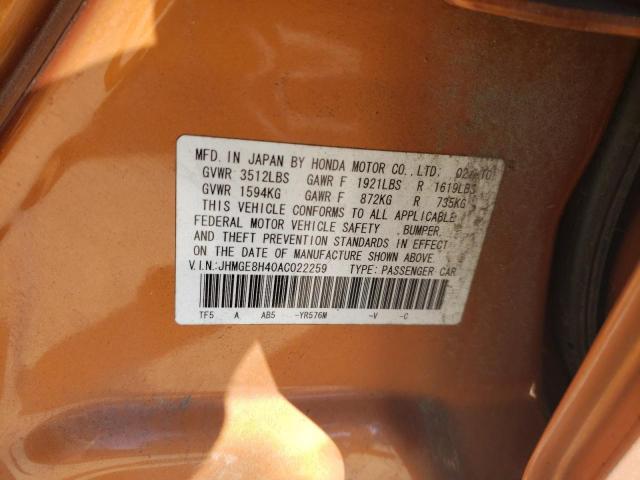 MFD. IN JAPAN BY HONDA MOTOR CO., LTD. 02/10
GVWR 3512LBS GAWR F 1921LBS R 1619LBS
GVWR 1594KG GAWR F 872KG R 735KG
THIS VEHICLE CONFORMS TO ALL APPLICABLE
FEDERAL MOTOR VEHICLE SAFETY ,BUMPER,
AND THEFT PREVENTION STANDARDS IN EFFECT
ON THE DATE OF MANUFACTURE SHOWN ABOVE.
V.I.N.:JHMGE8H40AC022259 TYPE: PASSENGER CAR
TF5 A AB5 -YR576M -V -C